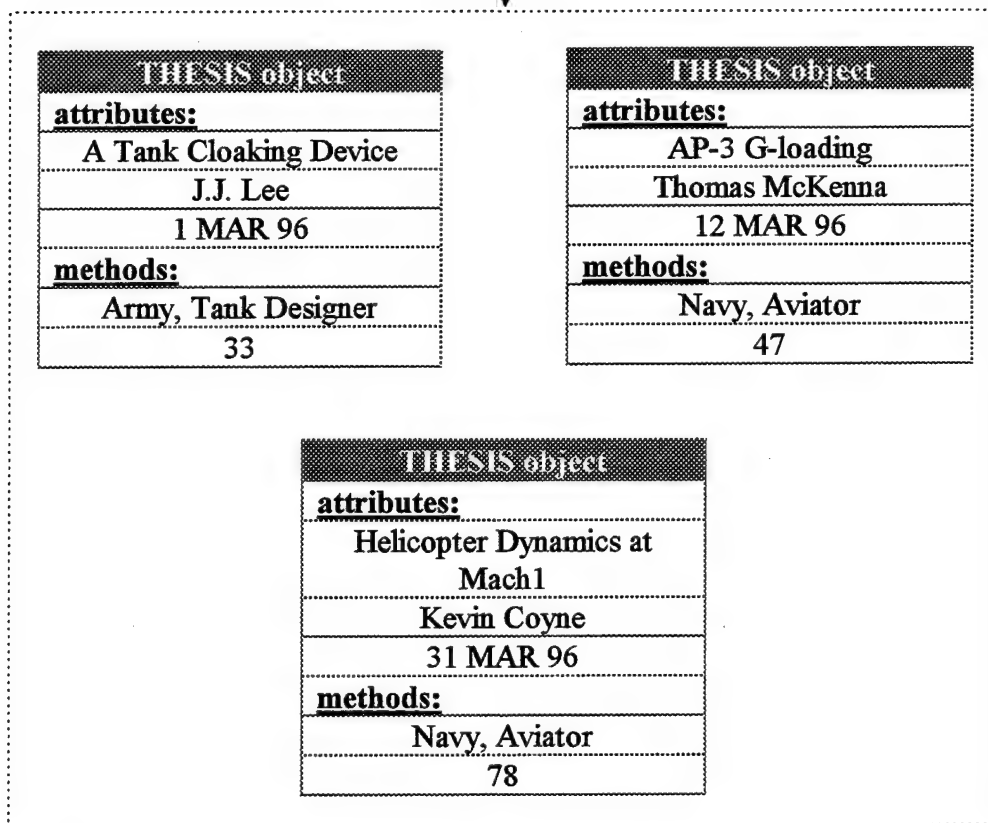 THESIS object
attributes:
A Tank Cloaking Device
J.J. Lee
1 MAR 96
methods:
Army, Tank Designer
33
THESIS object
attributes:
AP-3 G-loading
Thomas McKenna
12 MAR 96
methods:
Navy, Aviator
47
THESIS object
attributes:
Helicopter Dynamics at
Mach1
Kevin Coyne
31 MAR 96
methods:
Navy, Aviator
78